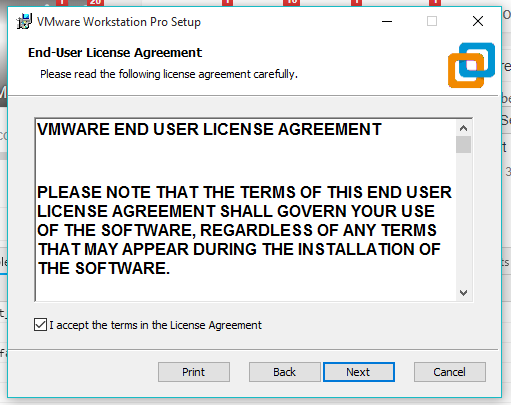 VMware Workstation Pro Setup
End-User License Agreement
Please read the following license agreement carefully.
VMWARE END USER LICENSE AGREEMENT
PLEASE NOTE THAT THE TERMS OF THIS END USER
LICENSE AGREEMENT SHALL GOVERN YOUR USE
OF THE SOFTWARE, REGARDLESS OF ANY TERMS
THAT MAY APPEAR DURING THE INSTALLATION OF
THE SOFTWARE.
I accept the terms in the License Agreement
Print Back Next Cancel